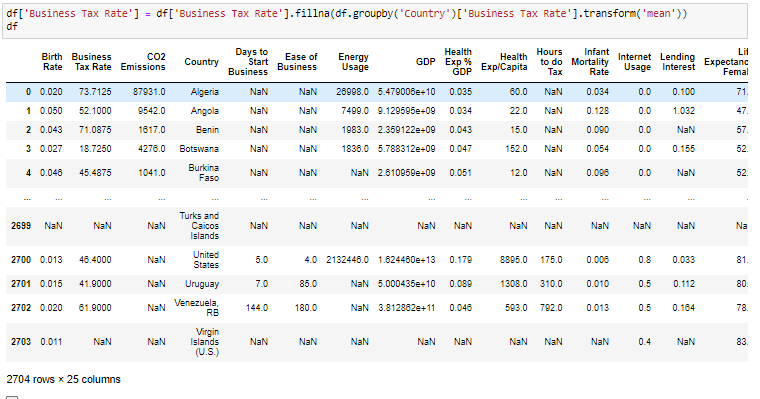 df['Business Tax Rate'] = df['Business Tax Rate'].fillna(df.groupby('Country')['Business Tax Rate'].transform('mean'))
df
Birth Rate Business Tax Rate CO2 Emissions Country Days to Start Business Ease of Business Energy Usage GDP Health Exp % GDP Health Exp/Capita Hours to do Tax Infant Mortality Rate Internet Usage Lending Interest
0 0.020 73.7125 87931.0 Algeria NaN NaN 26998.0 5.479006e+10 0.035 60.0 NaN 0.034 0.0 0.100 71.
1 0.050 52.1000 9542.0 Angola NaN NaN 7499.0 9.129595e+09 0.034 22.0 NaN 0.128 0.0 1.032 47.
2 0.043 71.0875 1617.0 Benin NaN NaN 1983.0 2.359122e+09 0.043 15.0 NaN 0.090 0.0 NaN 57.
3 0.027 18.7250 4276.0 Botswana NaN NaN 1836.0 5.788312e+09 0.047 152.0 NaN 0.054 0.0 0.155 52.
4 0.046 45.4875 1041.0 Burkina Faso NaN NaN NaN 2.610959e+09 0.051 12.0 NaN 0.096 0.0 NaN 52.
... ... ... ... ... ... ... ... ... ... ... ... ... ... ...
2699 NaN NaN NaN Turks and Caicos Islands NaN NaN NaN NaN NaN NaN NaN NaN NaN NaN Na
2700 0.013 46.4000 NaN United States 5.0 4.0 2132446.0 1.624460e+13 0.179 8895.0 175.0 0.006 0.8 0.033 81.
2701 0.015 41.9000 NaN Uruguay 7.0 85.0 NaN 5.000435e+10 0.089 1308.0 310.0 0.010 0.5 0.112 80.
2702 0.020 61.9000 NaN Venezuela, RB 144.0 180.0 NaN 3.812862e+11 0.046 593.0 792.0 0.013 0.5 0.164 78.
2703 0.011 NaN NaN Virgin Islands (U.S.) NaN NaN NaN NaN NaN NaN NaN NaN 0.4 NaN 83.
2704 rows × 25 columns